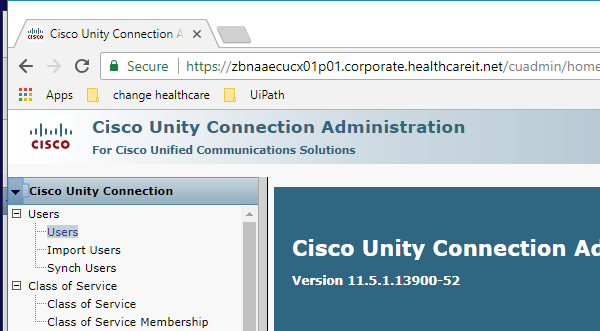 Cisco Unity Connection A
Secure https://zbnaaecucx01p01.corporate.healthcareit.net/cuadmin/home
Apps change healthcare UiPath
CISCO
Cisco Unity Connection Administration
For Cisco Unified Communications Solutions
Cisco Unity Connection
Users
Users
Import Users
Synch Users
Class of Service
Class of Service
Class of Service Membership
Cisco Unity Connection Ad
Version 11.5.1.13900-52